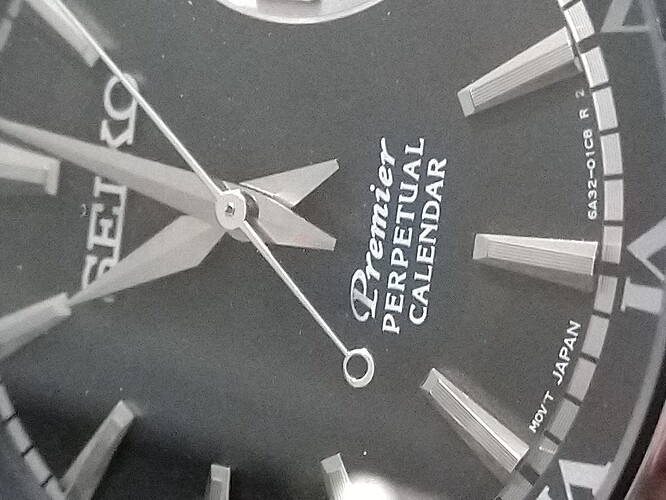 SEIKO
Premier
PERPETUAL
CALENDAR
MOV'T JAPAN
6A32-01C8 R 2